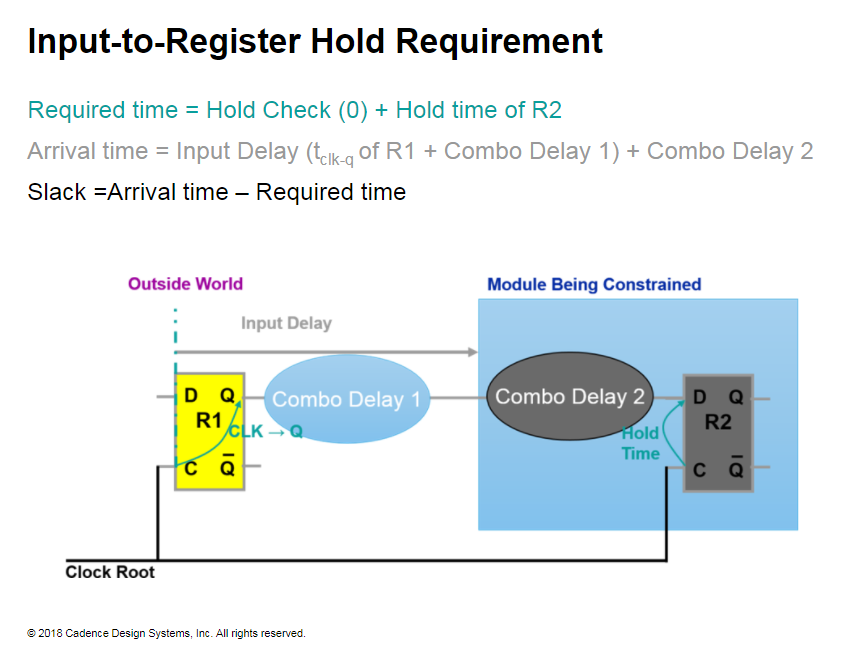 Input-to-Register Hold Requirement
Required time = Hold Check (0) + Hold time of R2
Arrival time = Input Delay (tclk-q of R1 + Combo Delay 1) + Combo Delay 2
Slack =Arrival time – Required time
Outside World
Module Being Constrained
Input Delay
D Q
R1
CLK → Q
C Q̅
Combo Delay 1
Combo Delay 2
Hold
Time
D Q
R2
C Q̅
Clock Root
© 2018 Cadence Design Systems, Inc. All rights reserved.